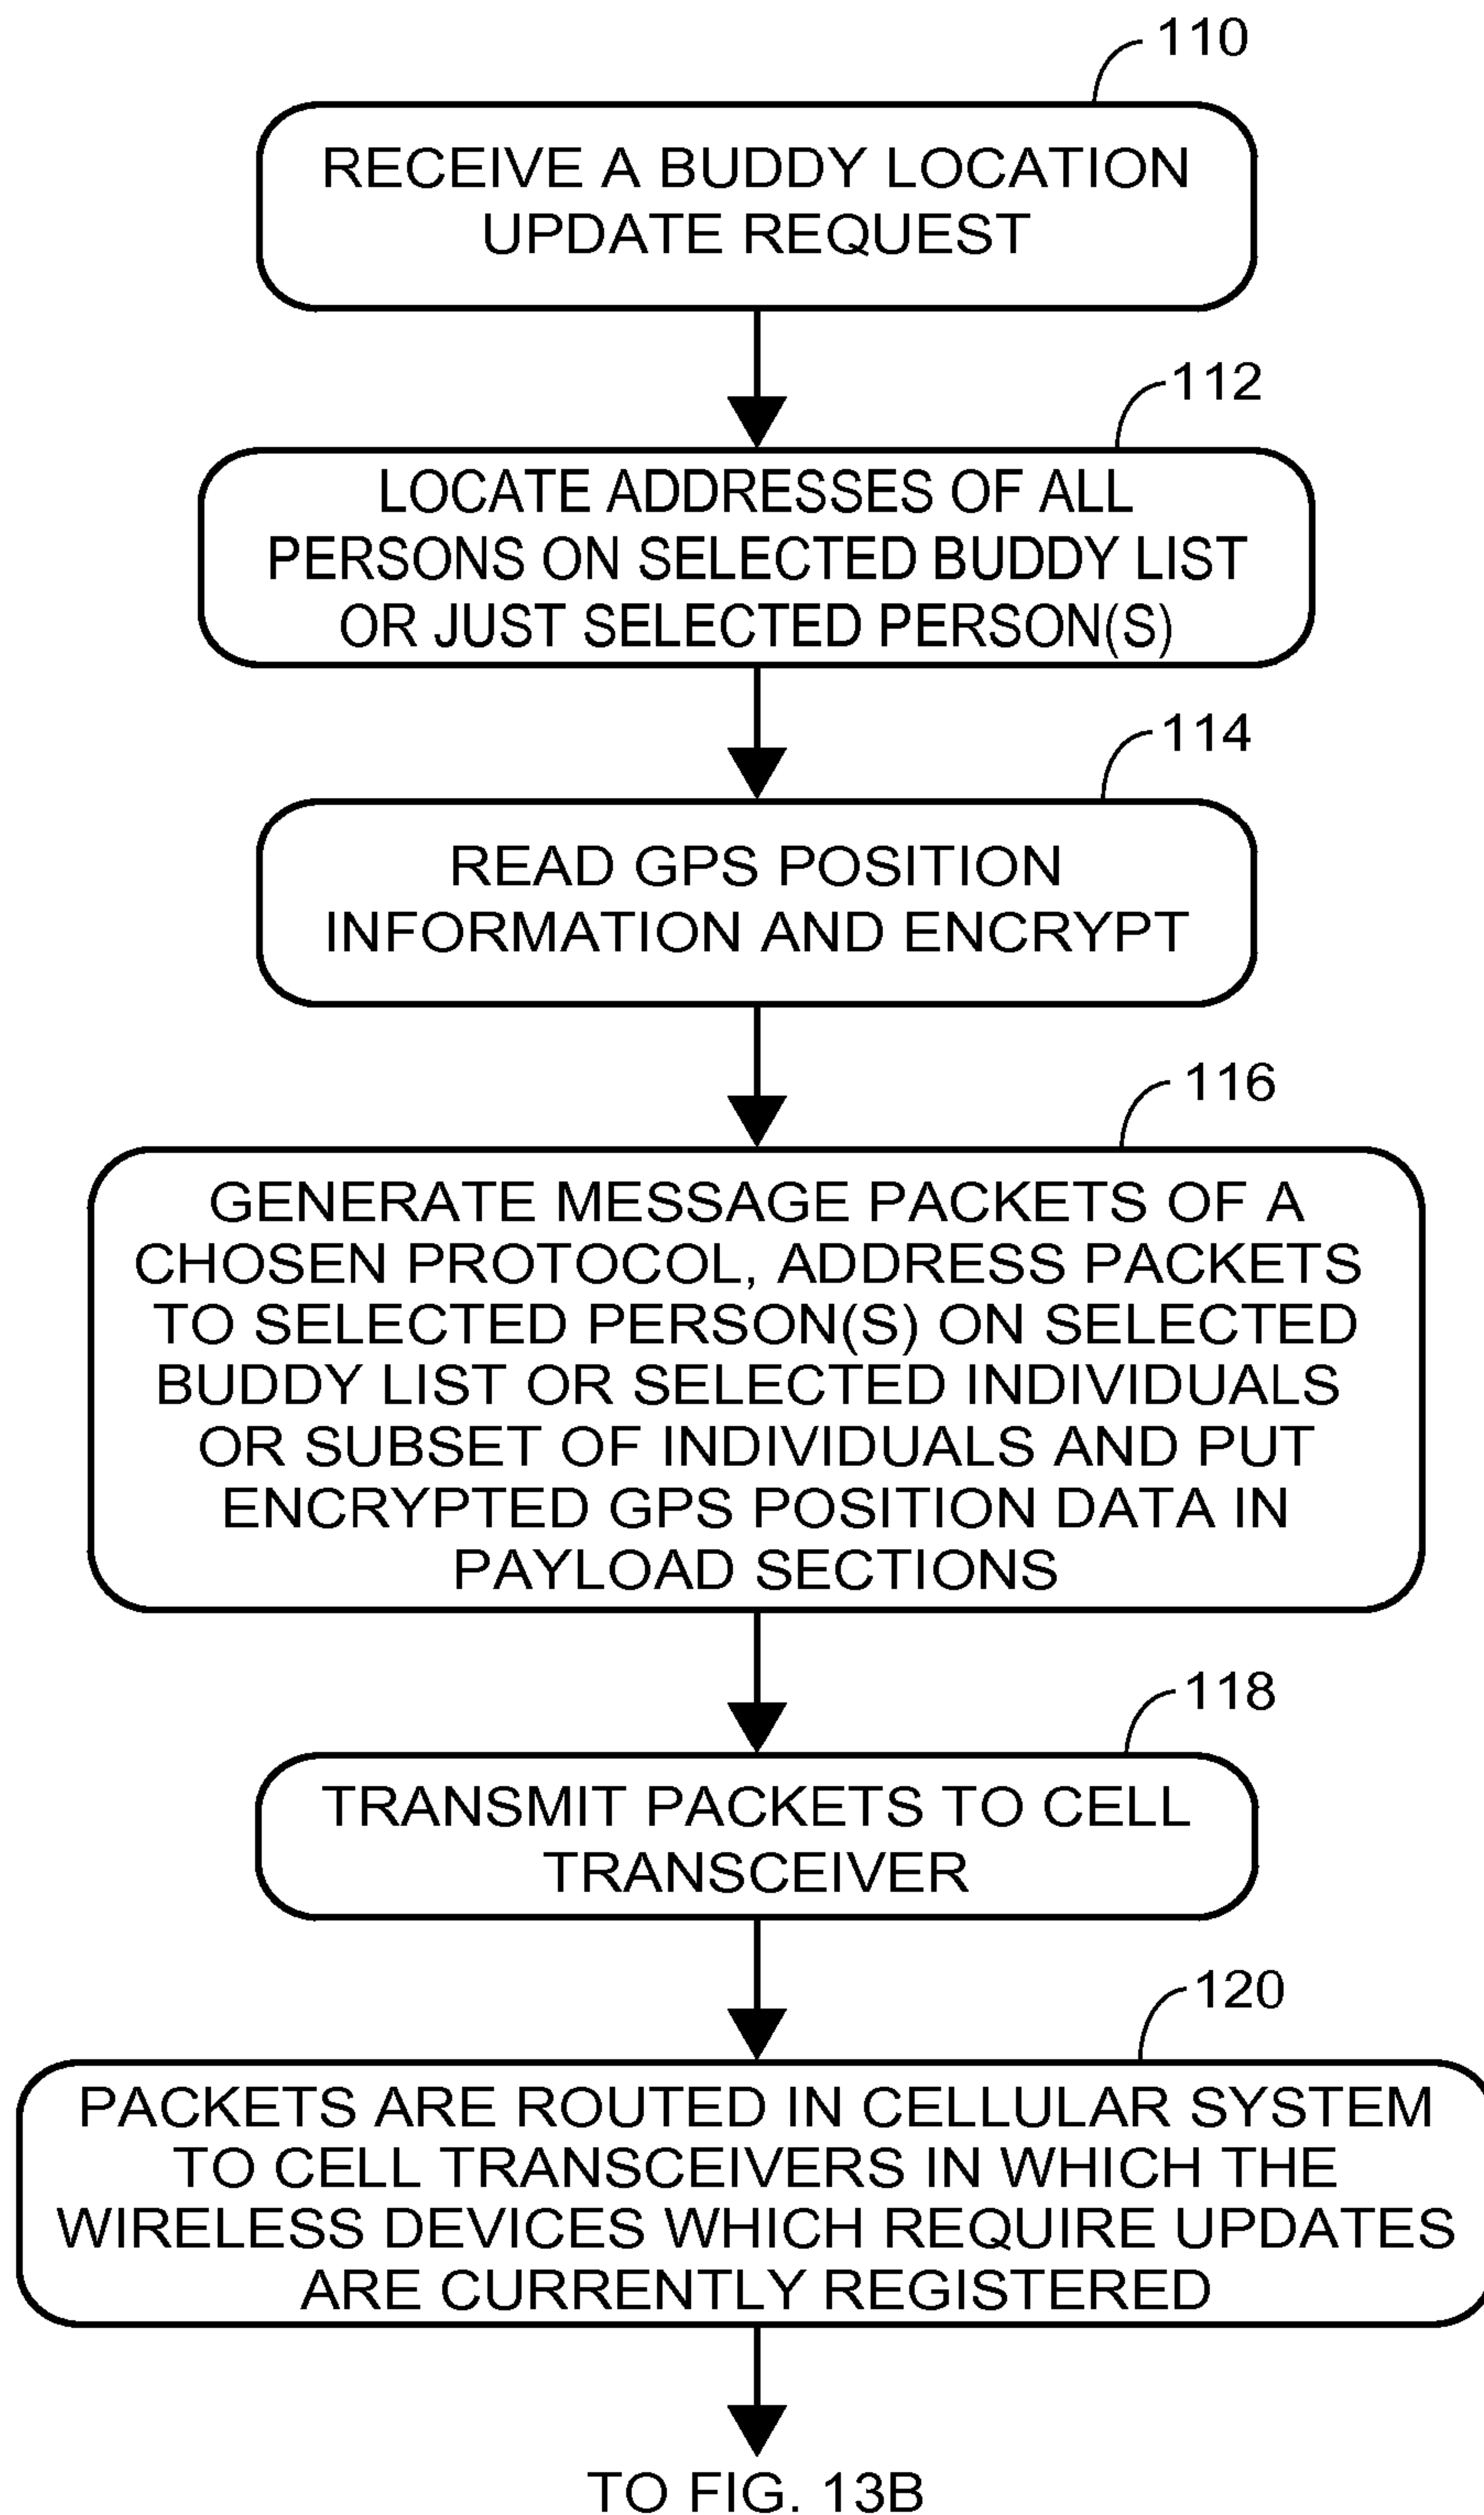 110
RECEIVE A BUDDY LOCATION
UPDATE REQUEST
112
LOCATE ADDRESSES OF ALL
PERSONS ON SELECTED BUDDY LIST
OR JUST SELECTED PERSON(S)
114
READ GPS POSITION
INFORMATION AND ENCRYPT
116
GENERATE MESSAGE PACKETS OF A
CHOSEN PROTOCOL, ADDRESS PACKETS
TO SELECTED PERSON(S) ON SELECTED
BUDDY LIST OR SELECTED INDIVIDUALS
OR SUBSET OF INDIVIDUALS AND PUT
ENCRYPTED GPS POSITION DATA IN
PAYLOAD SECTIONS
118
TRANSMIT PACKETS TO CELL
TRANSCEIVER
120
PACKETS ARE ROUTED IN CELLULAR SYSTEM
TO CELL TRANSCEIVERS IN WHICH THE
WIRELESS DEVICES WHICH REQUIRE UPDATES
ARE CURRENTLY REGISTERED
TO FIG. 13B